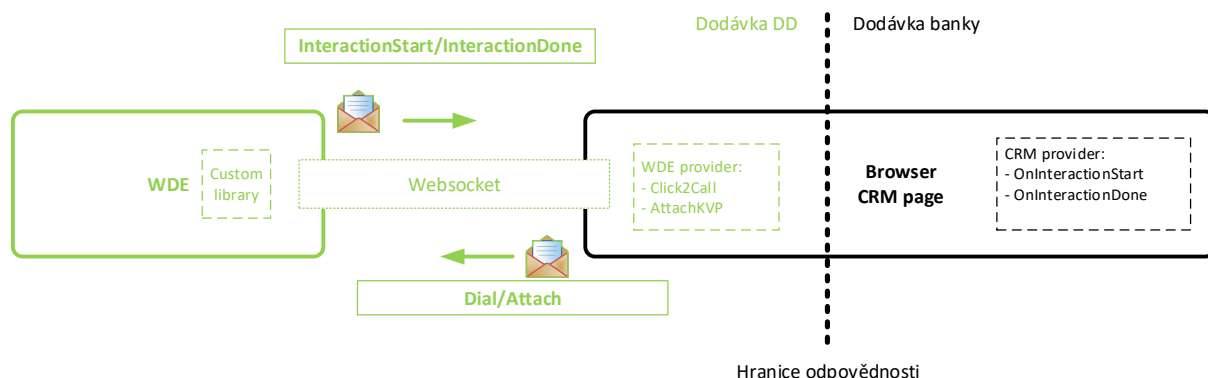 Dodávka DD
Dodávka banky
InteractionStart/InteractionDone
WDE
Custom
library
Websocket
WDE provider:
- Click2Call
- AttachKVP
Browser
CRM page
CRM provider:
- OnInteractionStart
- OnInteractionDone
Dial/Attach
Hranice odpovědnosti